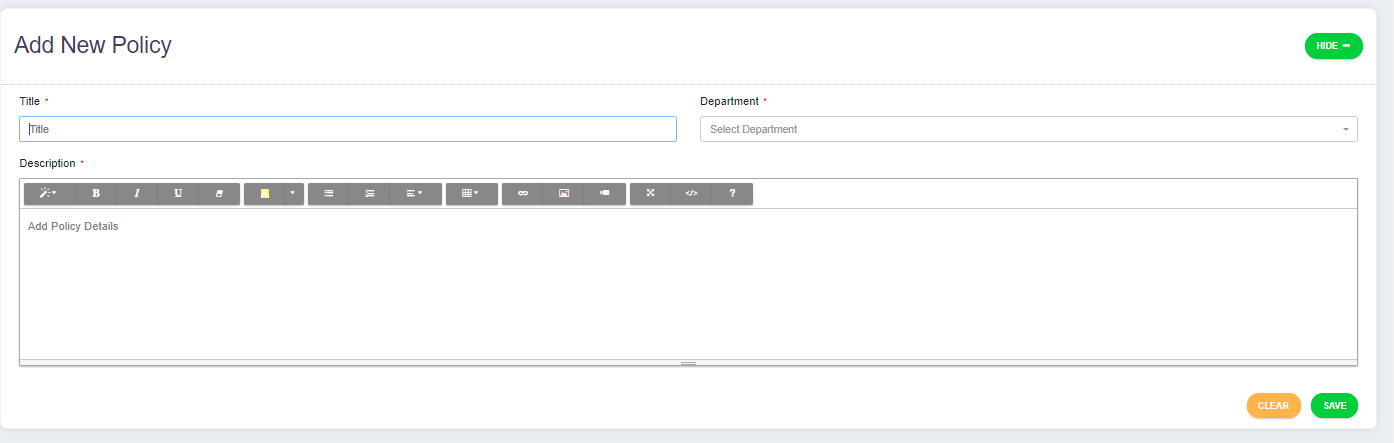 Add New Policy
HIDE
Title *
Department *
Title
Select Department
Description *
B I U </> ?
Add Policy Details
CLEAR SAVE